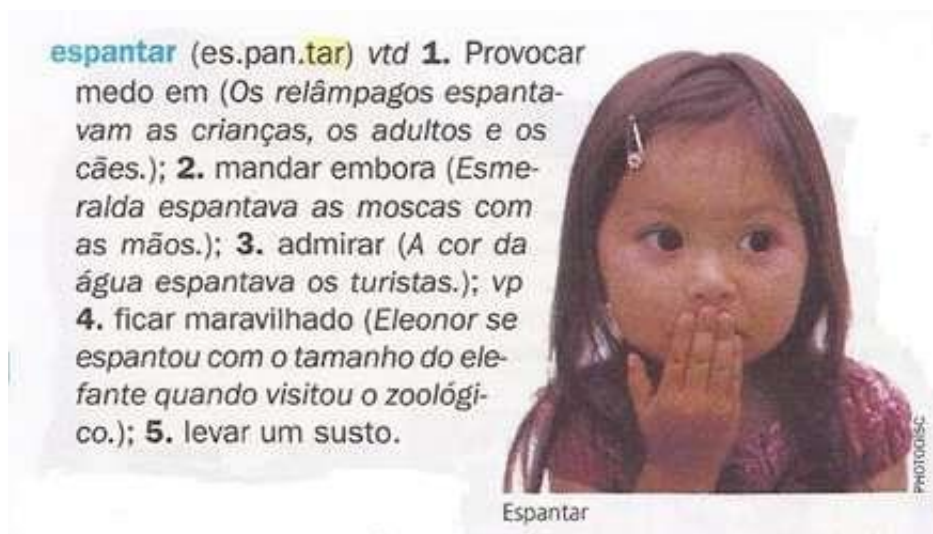 espantar (es.pan.tar) vtd 1. Provocar
medo em (Os relâmpagos espanta-
vam as crianças, os adultos e os
cães.); 2. mandar embora (Esme-
ralda espantava as moscas com
as mãos.); 3. admirar (A cor da
água espantava os turistas.); vp
4. ficar maravilhado (Eleonor se
espantou com o tamanho do ele-
fante quando visitou o zoológi-
co.); 5. levar um susto.
PHOTODISC
Espantar